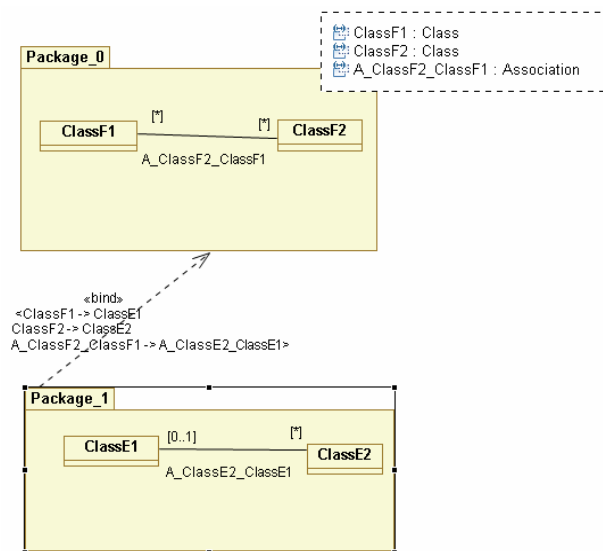 ClassF1 : Class
ClassF2 : Class
A_ClassF2_ClassF1 : Association
Package_0
[*]
[*]
ClassF1
ClassF2
A_ClassF2_ClassF1
«bind»
<ClassF1 -> ClassE1
ClassF2 -> ClassE2
A_ClassF2_ClassF1 -> A_ClassE2_ClassE1>
Package_1
[0..1]
[*]
ClassE1
ClassE2
A_ClassE2_ClassE1